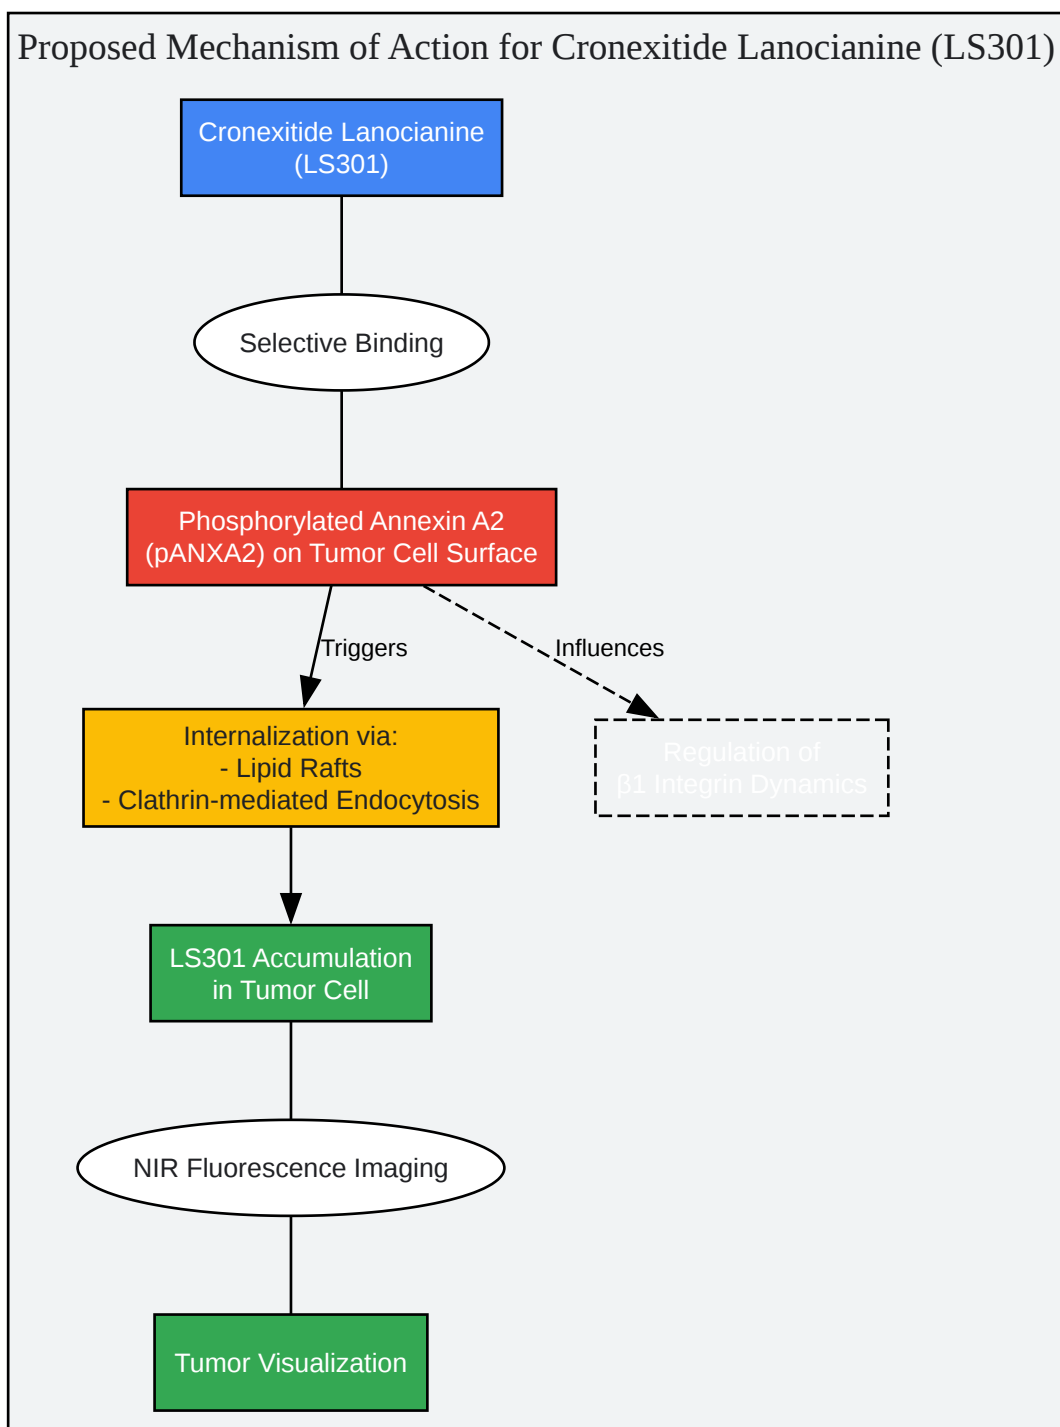 Proposed Mechanism of Action for Cronexitide Lanocianine (LS301)
Cronexitide Lanocianine
(LS301)
Selective Binding
Phosphorylated Annexin A2
(pANXA2) on Tumor Cell Surface
Triggers
Influences
Internalization via:
- Lipid Rafts
- Clathrin-mediated Endocytosis
Regulation of
β1 Integrin Dynamics
LS301 Accumulation
in Tumor Cell
NIR Fluorescence Imaging
Tumor Visualization